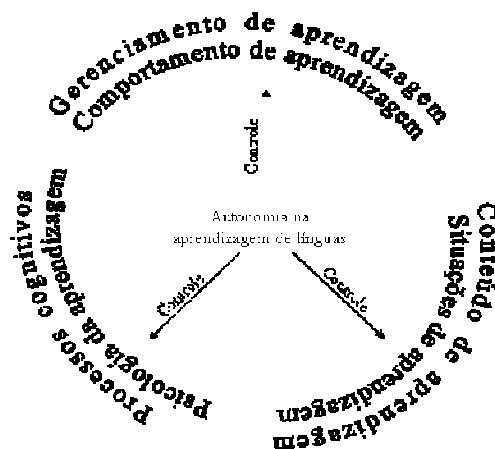 Gerenciamento de aprendizagem
Comportamento de aprendizagem
Controle
Autonomia na
aprendizagem de línguas
Controle
Controle
Processos cognitivos
Psicologia da aprendizagem
Conteúdo de aprendizagem
Situações de aprendizagem